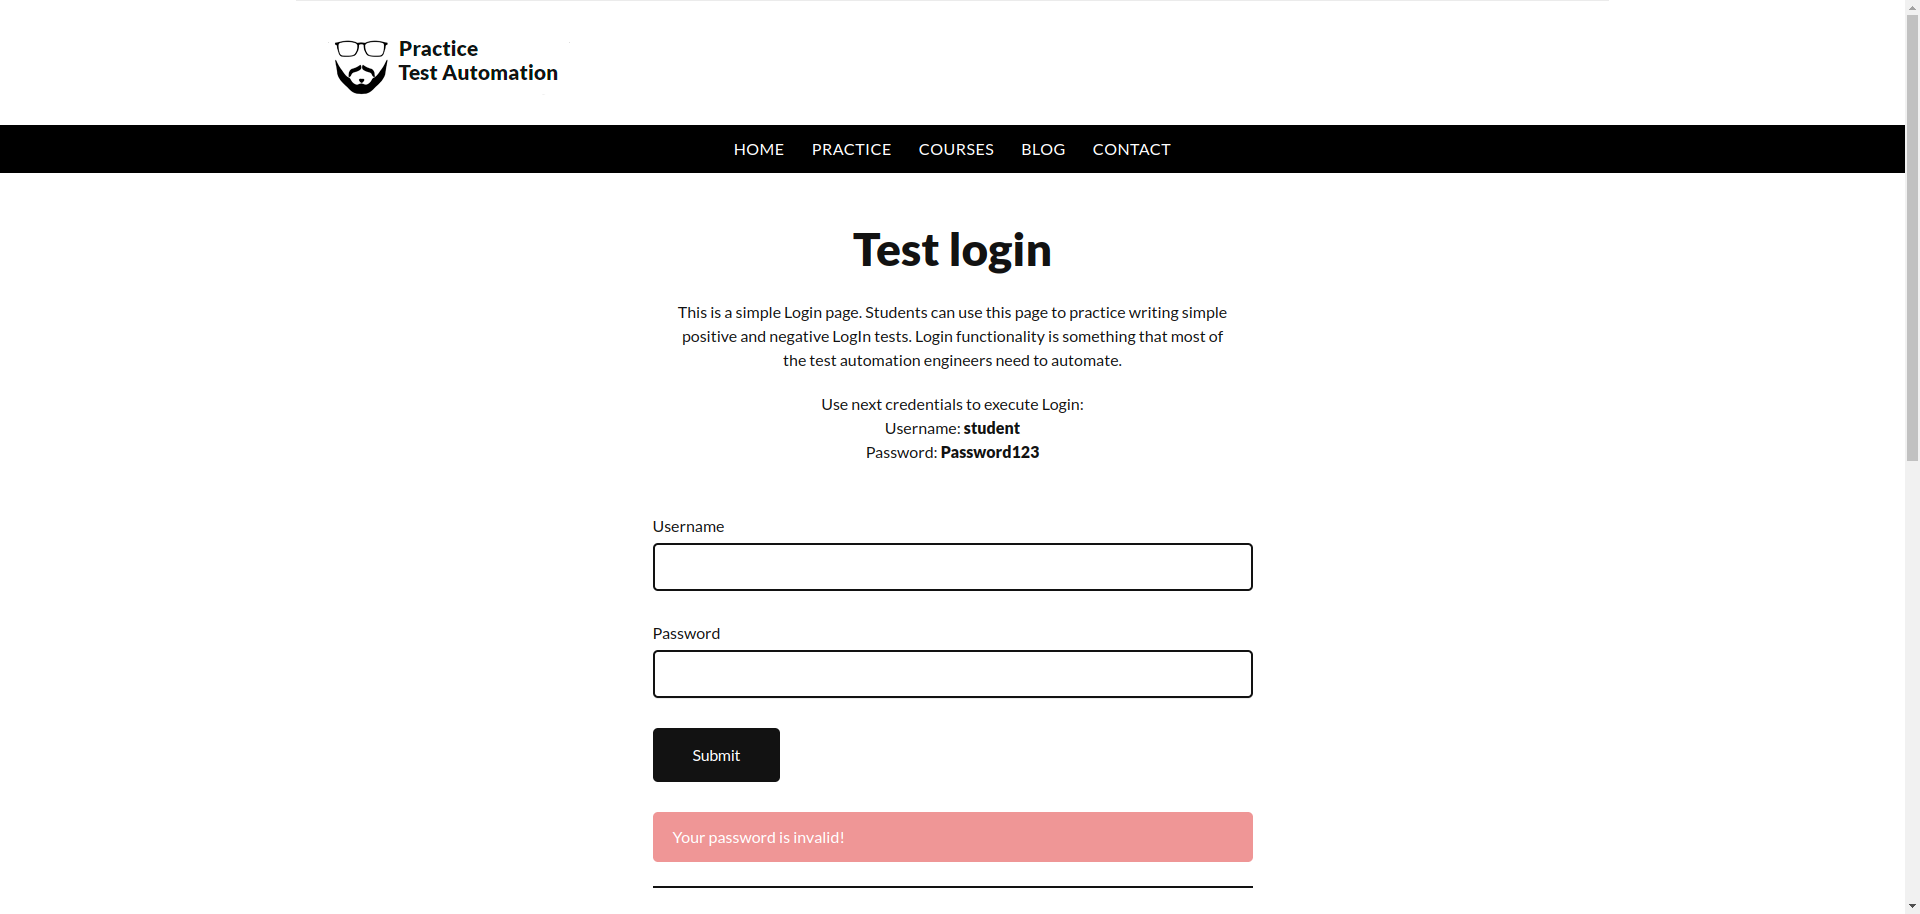 Practice
Test Automation
HOME PRACTICE COURSES BLOG CONTACT
Test login
This is a simple Login page. Students can use this page to practice writing simple
positive and negative LogIn tests. Login functionality is something that most of
the test automation engineers need to automate.
Use next credentials to execute Login:
Username: student
Password: Password123
Username
Password
Submit
Your password is invalid!